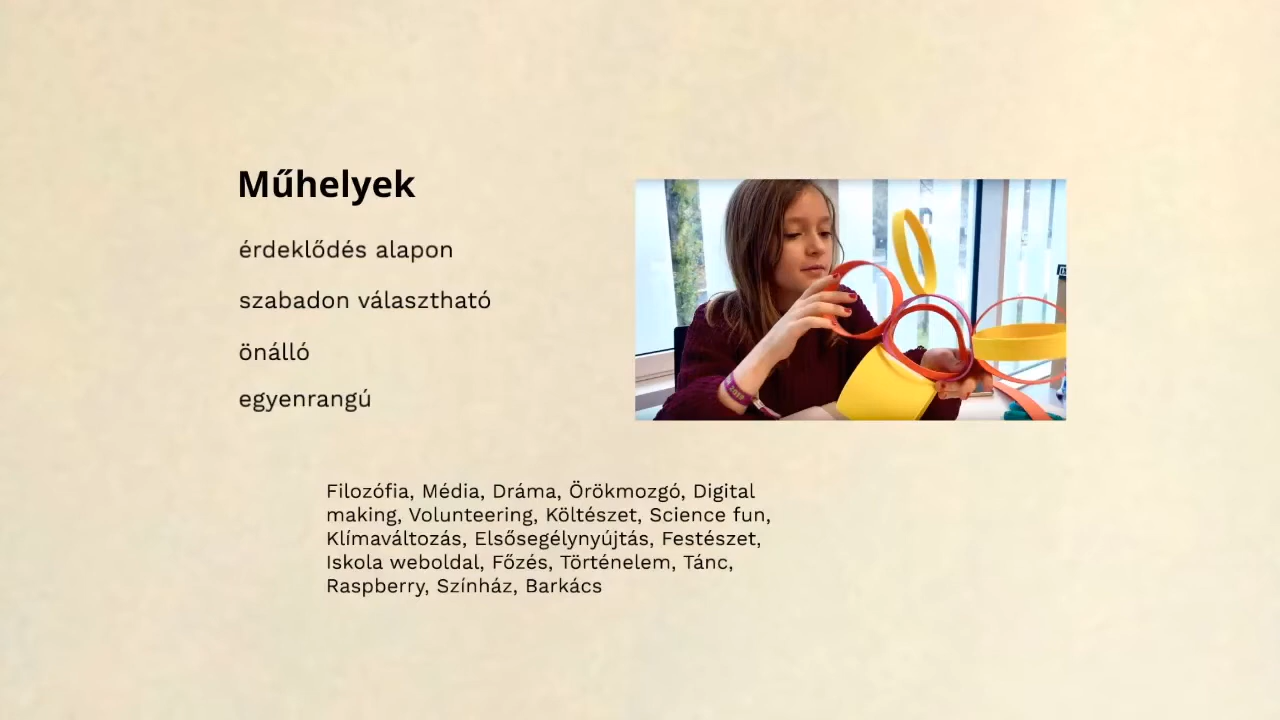 Műhelyek
érdeklődés alapon
szabadon választható
önálló
egyenrangú
Filozófia, Média, Dráma, Örökmozgó, Digital
making, Volunteering, Költészet, Science fun,
Klímaváltozás, Elsősegélynyújtás, Festészet,
Iskola weboldal, Főzés, Történelem, Tánc,
Raspberry, Színház, Barkács